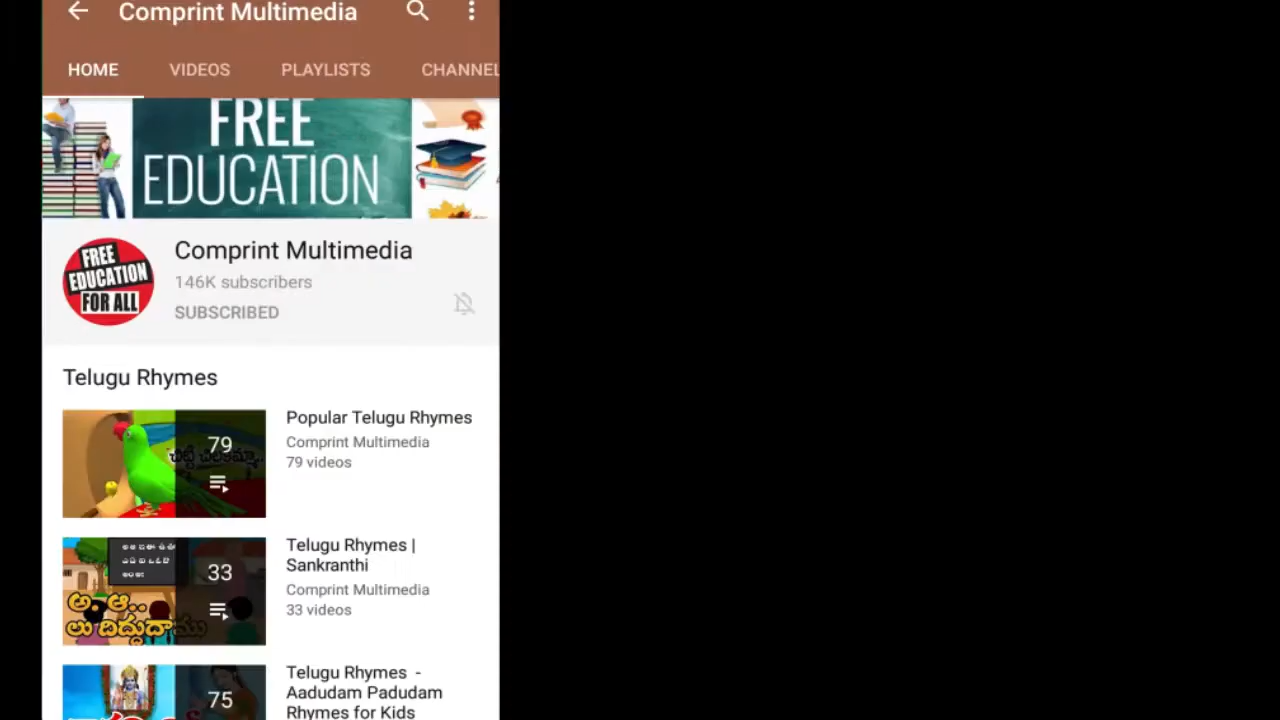 Comprint Multimedia
HOME VIDEOS PLAYLISTS CHANNEL
FREE
EDUCATION
FREE
EDUCATION
FOR ALL
Comprint Multimedia
146K subscribers
SUBSCRIBED
Telugu Rhymes
79
చిట్టి చిలకమ్మా..
Popular Telugu Rhymes
Comprint Multimedia
79 videos
33
అ. ఆ..
లు దిద్దుదాము
Telugu Rhymes |
Sankranthi
Comprint Multimedia
33 videos
75
Telugu Rhymes -
Aadudam Padudam
Rhymes for Kids